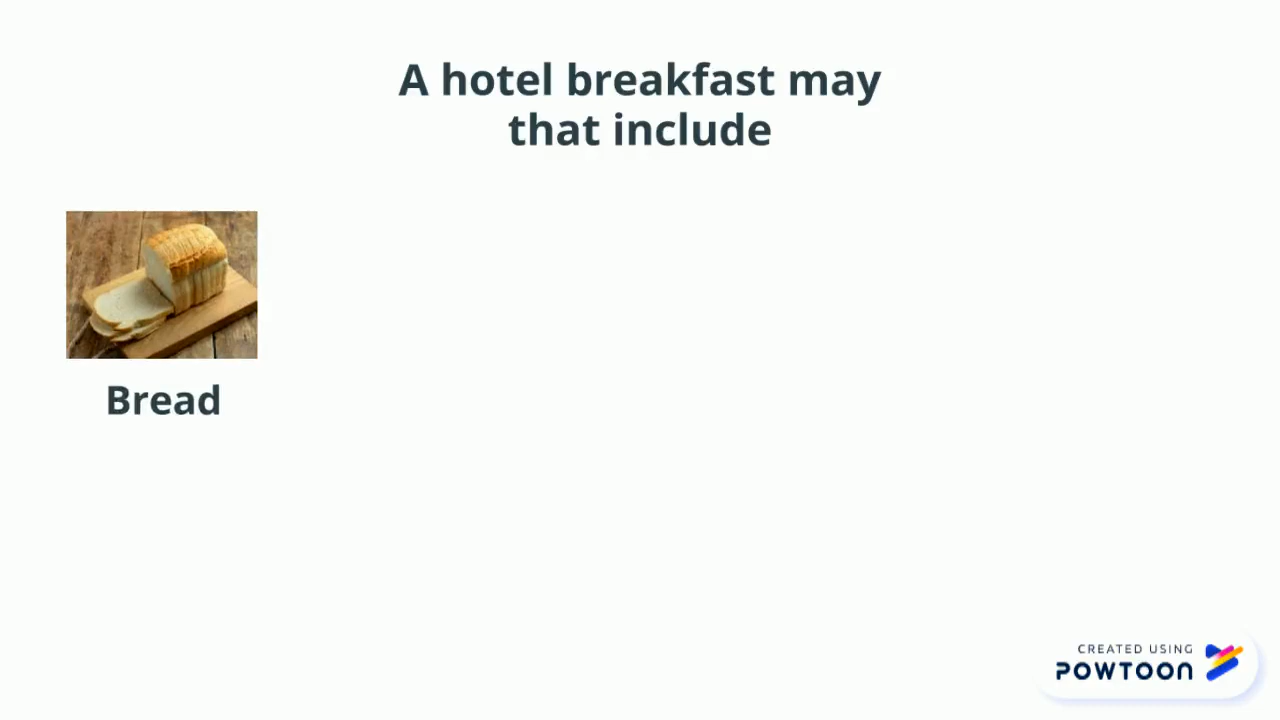 A hotel breakfast may
that include
Bread
CREATED USING
POWTOON